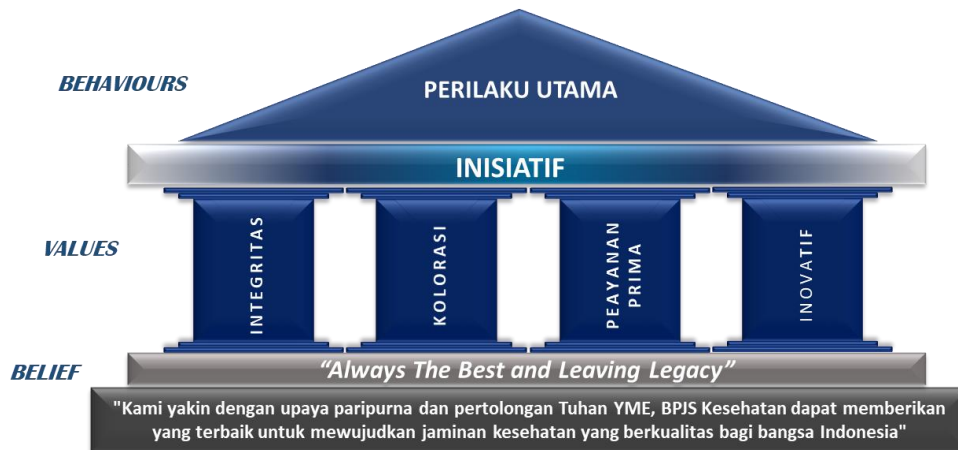 BEHAVIOURS
PERILAKU UTAMA
INISIATIF
VALUES
INTEGRITAS
KOLORASI
PEAYANAN
PRIMA
INOVATIF
BELIEF
“Always The Best and Leaving Legacy”
"Kami yakin dengan upaya paripurna dan pertolongan Tuhan YME, BPJS Kesehatan dapat memberikan
yang terbaik untuk mewujudkan jaminan kesehatan yang berkualitas bagi bangsa Indonesia"